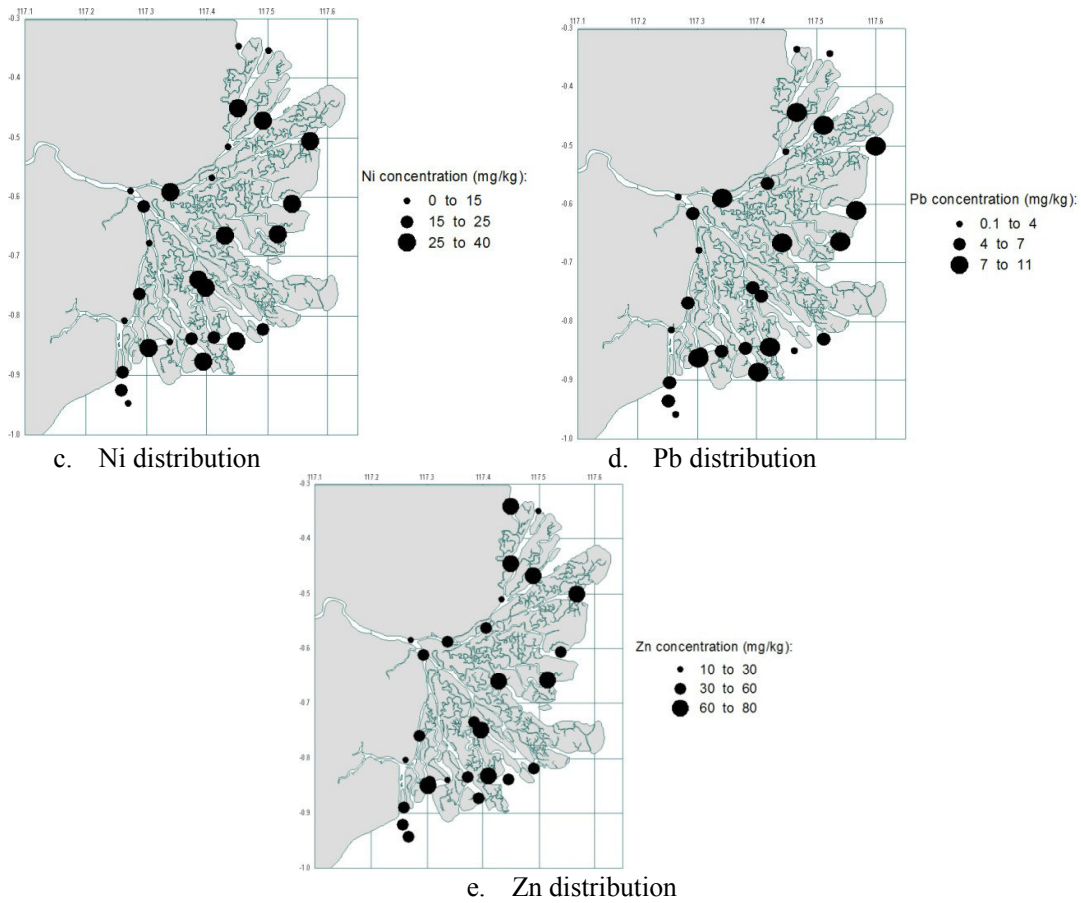 117.1 117.2 117.3 117.4 117.5 117.6
-0.3
-0.4
-0.5
-0.6
-0.7
-0.8
-0.9
-1.0
Ni concentration (mg/kg):
0 to 15
15 to 25
25 to 40
c. Ni distribution
117.1 117.2 117.3 117.4 117.5 117.6
-0.3
-0.4
-0.5
-0.6
-0.7
-0.8
-0.9
-1.0
Pb concentration (mg/kg):
0.1 to 4
4 to 7
7 to 11
d. Pb distribution
117.1 117.2 117.3 117.4 117.5 117.6
-0.3
-0.4
-0.5
-0.6
-0.7
-0.8
-0.9
-1.0
Zn concentration (mg/kg):
10 to 30
30 to 60
60 to 80
e. Zn distribution